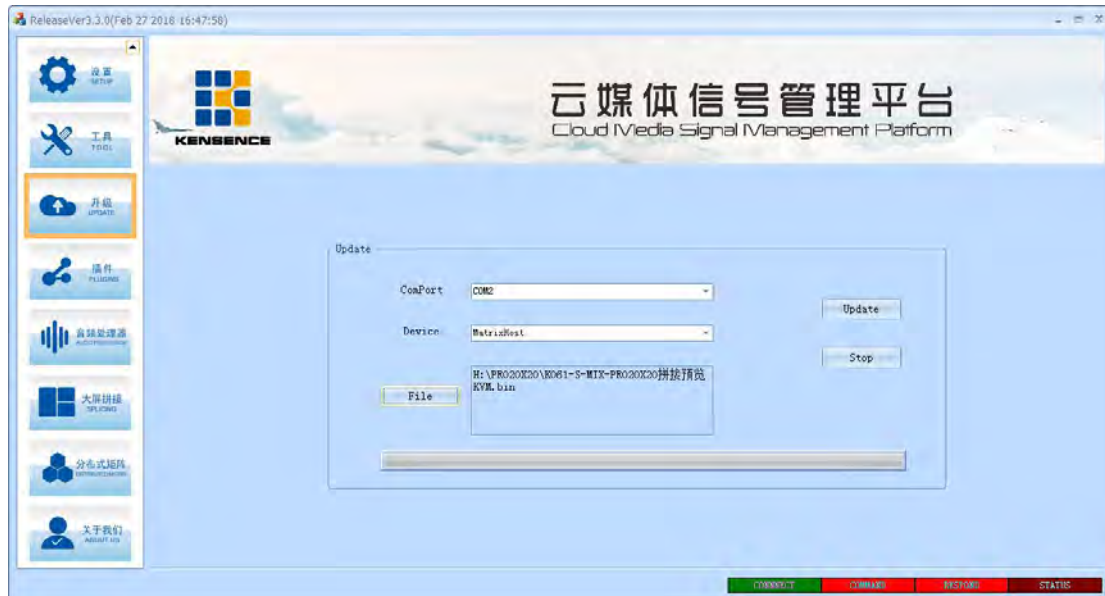 ReleaseVer3.3.0(Feb 27 2018 16:47:58)
设置
SETUP
工具
TOOL
升级
UPDATE
插件
PLUGINS
音频处理器
大屏拼接
SPLICING
分布式矩阵
关于我们
ABOUT US
KENSENCE
云媒体信号管理平台
Cloud Media Signal Management Platform
Update
ComPort
COM2
Device
MatrixHost
File
H:\PRO20X20\K061-S-MIX-PRO20X20拼接预览
KVM.bin
Update
Stop
CONNNECT
COMMAND
RESPOND
STATUS